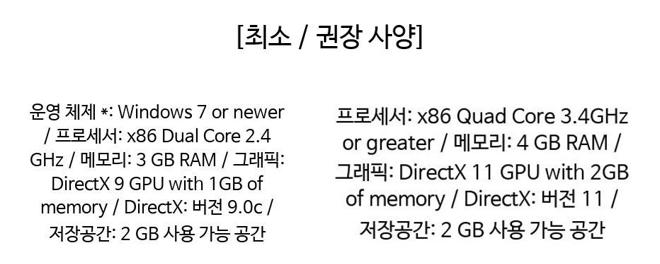 [최소 / 권장 사양]
운영 체제 *: Windows 7 or newer
/ 프로세서: x86 Dual Core 2.4
GHz / 메모리: 3 GB RAM / 그래픽:
DirectX 9 GPU with 1GB of
memory / DirectX: 버전 9.0c /
저장공간: 2 GB 사용 가능 공간
프로세서: x86 Quad Core 3.4GHz
or greater / 메모리: 4 GB RAM /
그래픽: DirectX 11 GPU with 2GB
of memory / DirectX: 버전 11 /
저장공간: 2 GB 사용 가능 공간